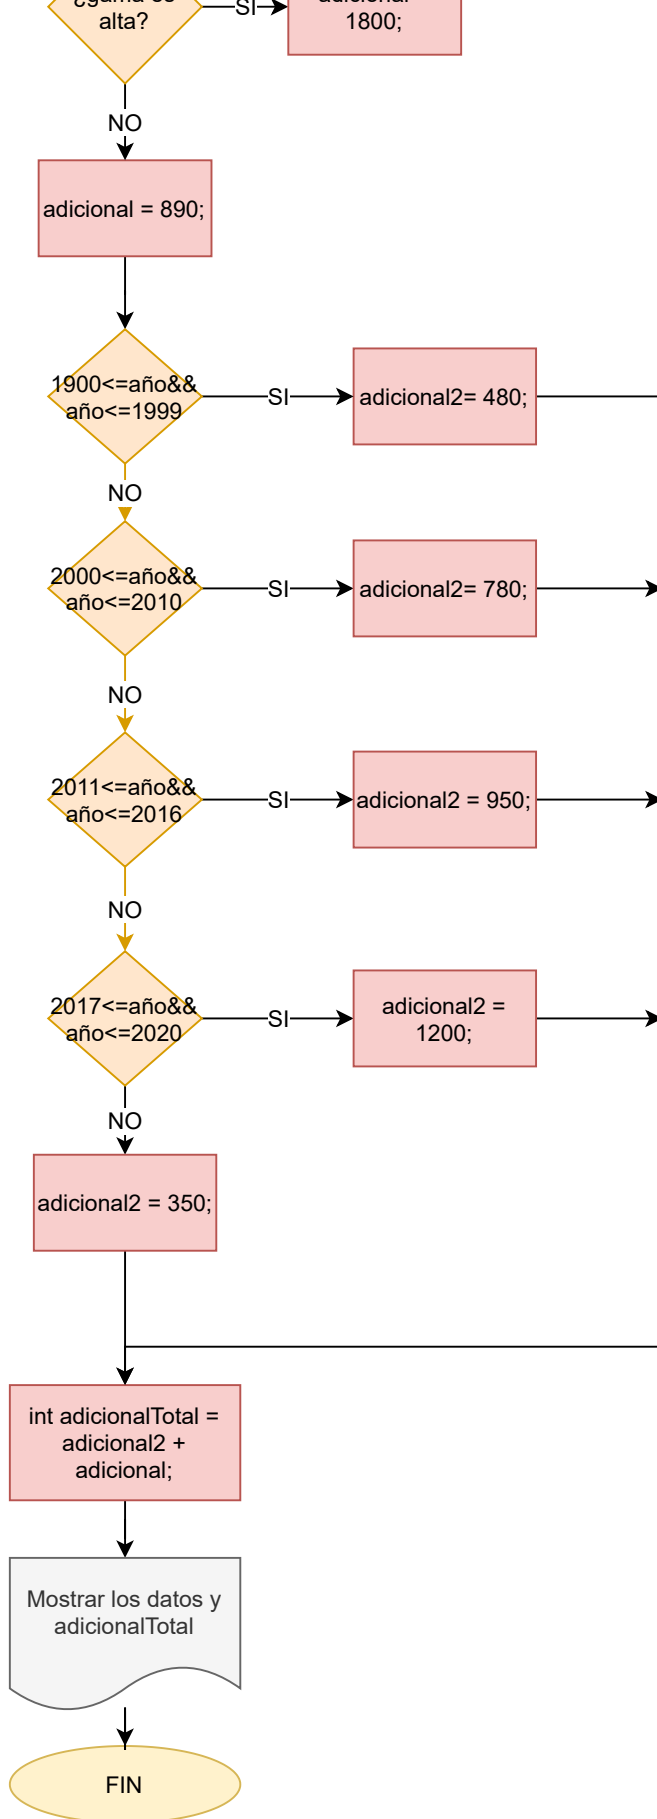 alta?
SI
1800;
NO
adicional = 890;
1900<=año&&
año<=1999
SI
adicional2= 480;
NO
2000<=año&&
año<=2010
SI
adicional2= 780;
NO
2011<=año&&
año<=2016
SI
adicional2 = 950;
NO
2017<=año&&
año<=2020
SI
adicional2 =
1200;
NO
adicional2 = 350;
int adicionalTotal =
adicional2 +
adicional;
Mostrar los datos y
adicionalTotal
FIN